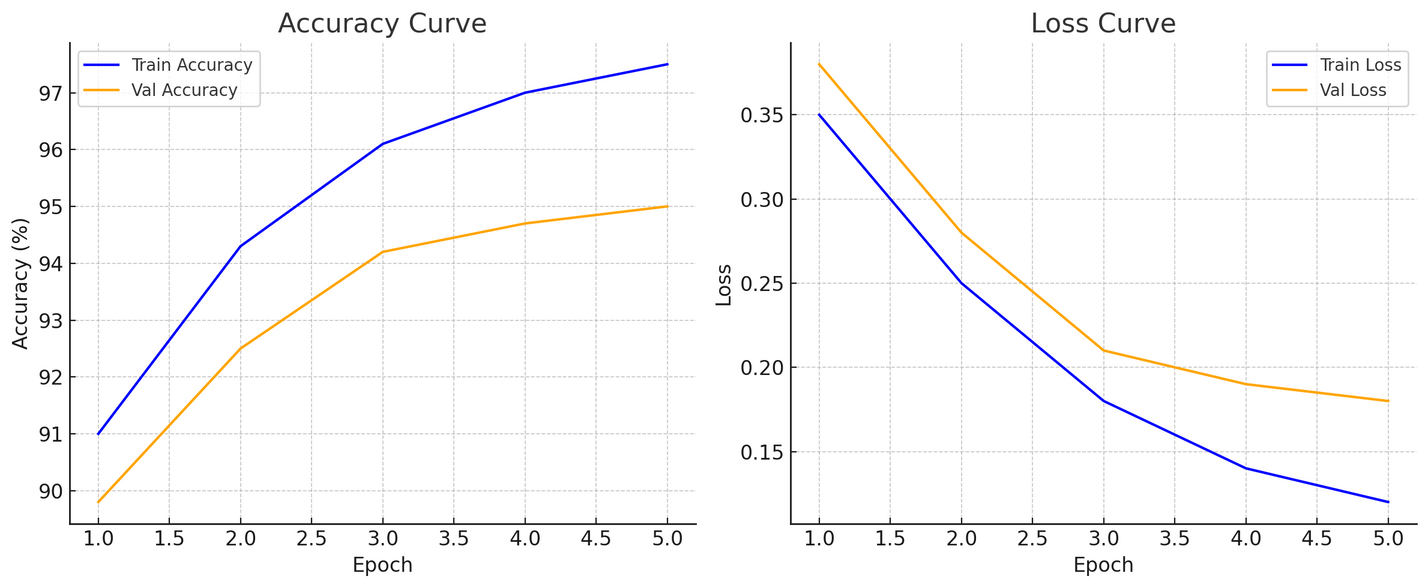 Accuracy Curve
Train Accuracy
Val Accuracy
Accuracy (%)
97
96
95
94
93
92
91
90
1.0 1.5 2.0 2.5 3.0 3.5 4.0 4.5 5.0
Epoch
Loss Curve
Train Loss
Val Loss
Loss
0.35
0.30
0.25
0.20
0.15
1.0 1.5 2.0 2.5 3.0 3.5 4.0 4.5 5.0
Epoch